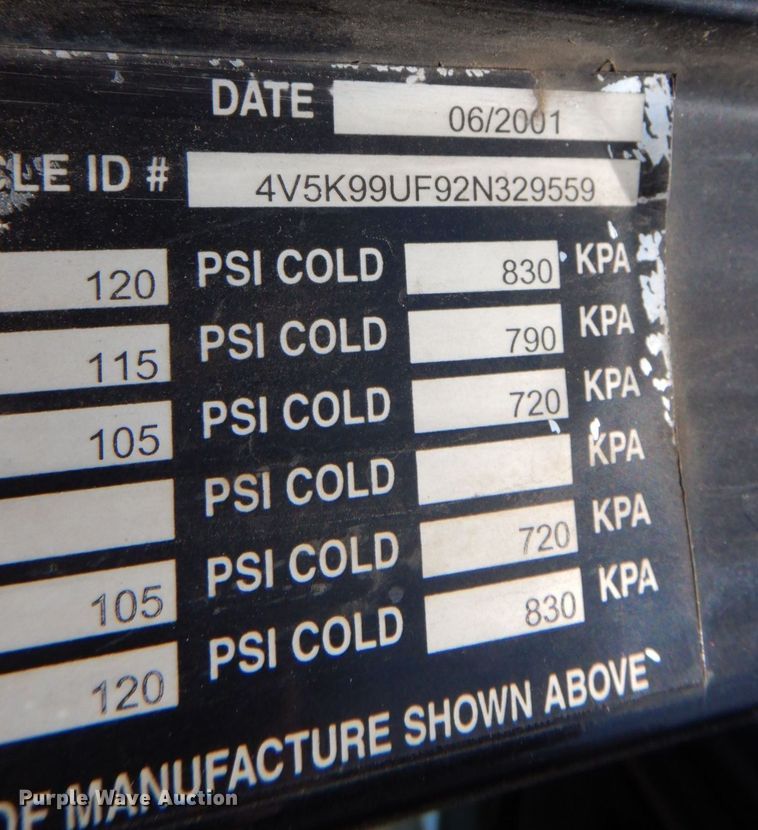 DATE 06/2001
CLE ID # 4V5K99UF92N329559
120 PSI COLD 830 KPA
115 PSI COLD 790 KPA
105 PSI COLD 720 KPA
PSI COLD KPA
105 PSI COLD 720 KPA
120 PSI COLD 830 KPA
OF MANUFACTURE SHOWN ABOVE
Purple Wave Auction